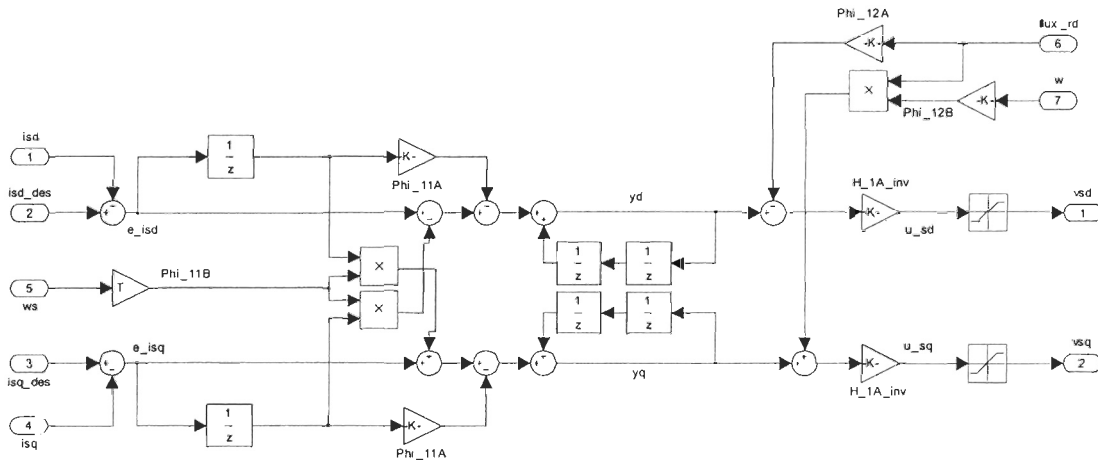 Phi_12A
flux_rd
-K-
6
×
w
-K-
7
Phi_12B
isd
1
1
z
-K-
Phi_11A
isd_des
2
e_isd
yd
H_1A_inv
-K-
u_sd
vsd
1
×
1
z
1
z
5
ws
T
Phi_11B
×
1
z
1
z
3
isq_des
e_isq
yq
-K-
H_1A_inv
u_sq
vsq
2
4
isq
1
z
-K-
Phi_11A